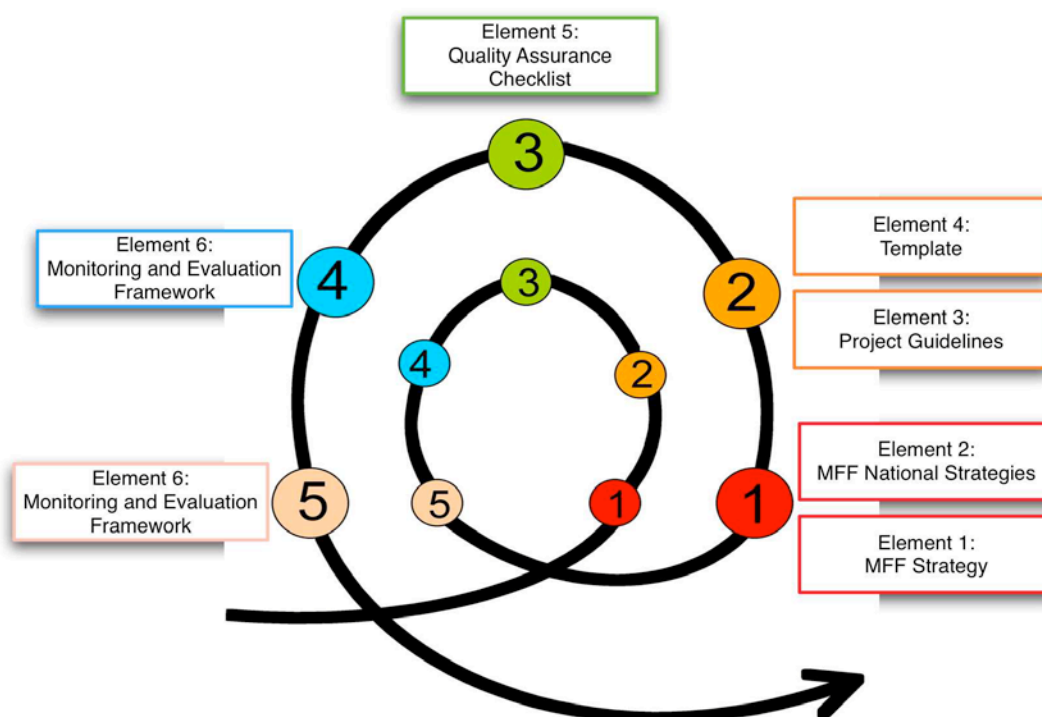 Element 5:
Quality Assurance
Checklist
3
Element 6:
Monitoring and Evaluation
Framework
4
2
Element 4:
Template
Element 3:
Project Guidelines
3
4
2
Element 6:
Monitoring and Evaluation
Framework
5
5
1
1
Element 2:
MFF National Strategies
Element 1:
MFF Strategy